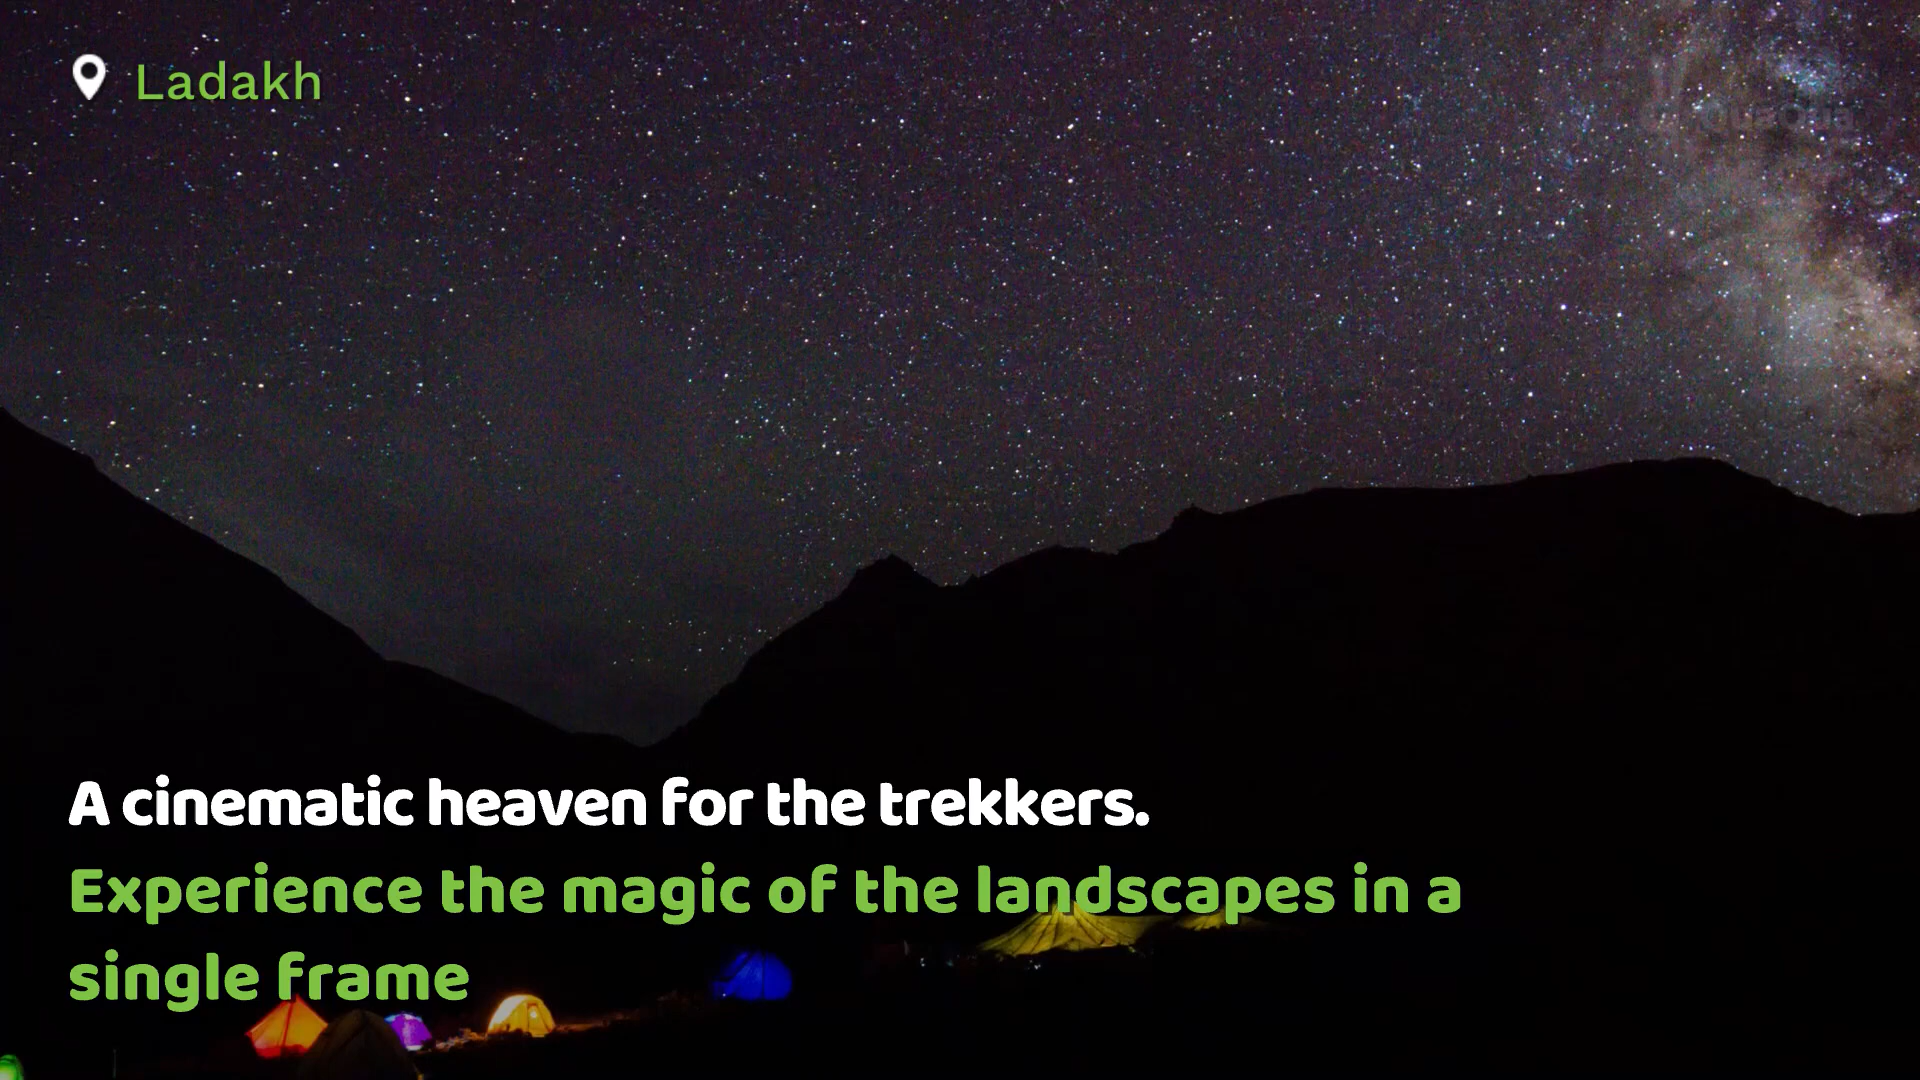 Ladakh
A cinematic heaven for the trekkers.
Experience the magic of the landscapes in a
single frame